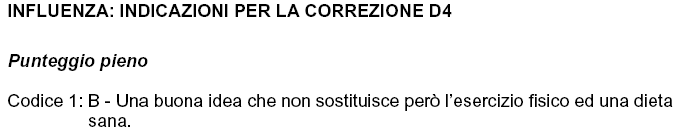 INFLUENZA: INDICAZIONI PER LA CORREZIONE D4
Punteggio pieno
Codice 1: B - Una buona idea che non sostituisce però l'esercizio fisico ed una dieta
sana.